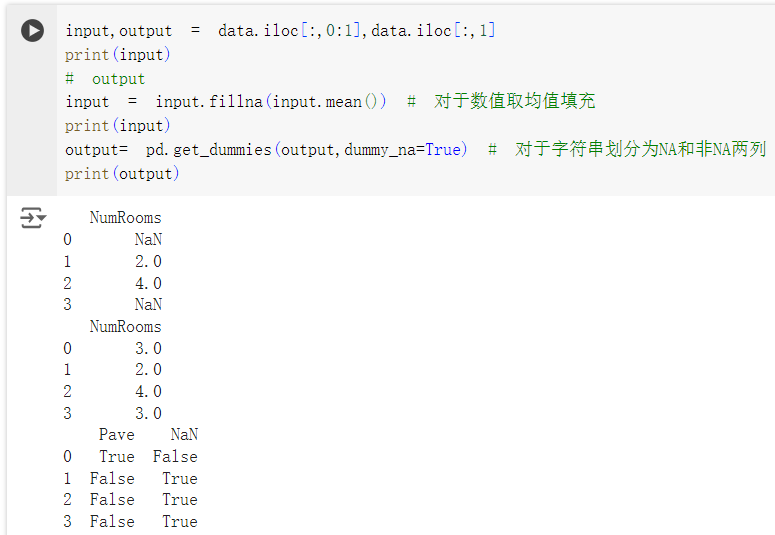 input,output = data.iloc[:,0:1],data.iloc[:,1]
print(input)
# output
input = input.fillna(input.mean()) # 对于数值取均值填充
print(input)
output= pd.get_dummies(output,dummy_na=True) # 对于字符串划分为NA和非NA两列
print(output)
NumRooms
0 NaN
1 2.0
2 4.0
3 NaN
NumRooms
0 3.0
1 2.0
2 4.0
3 3.0
Pave NaN
0 True False
1 False True
2 False True
3 False True